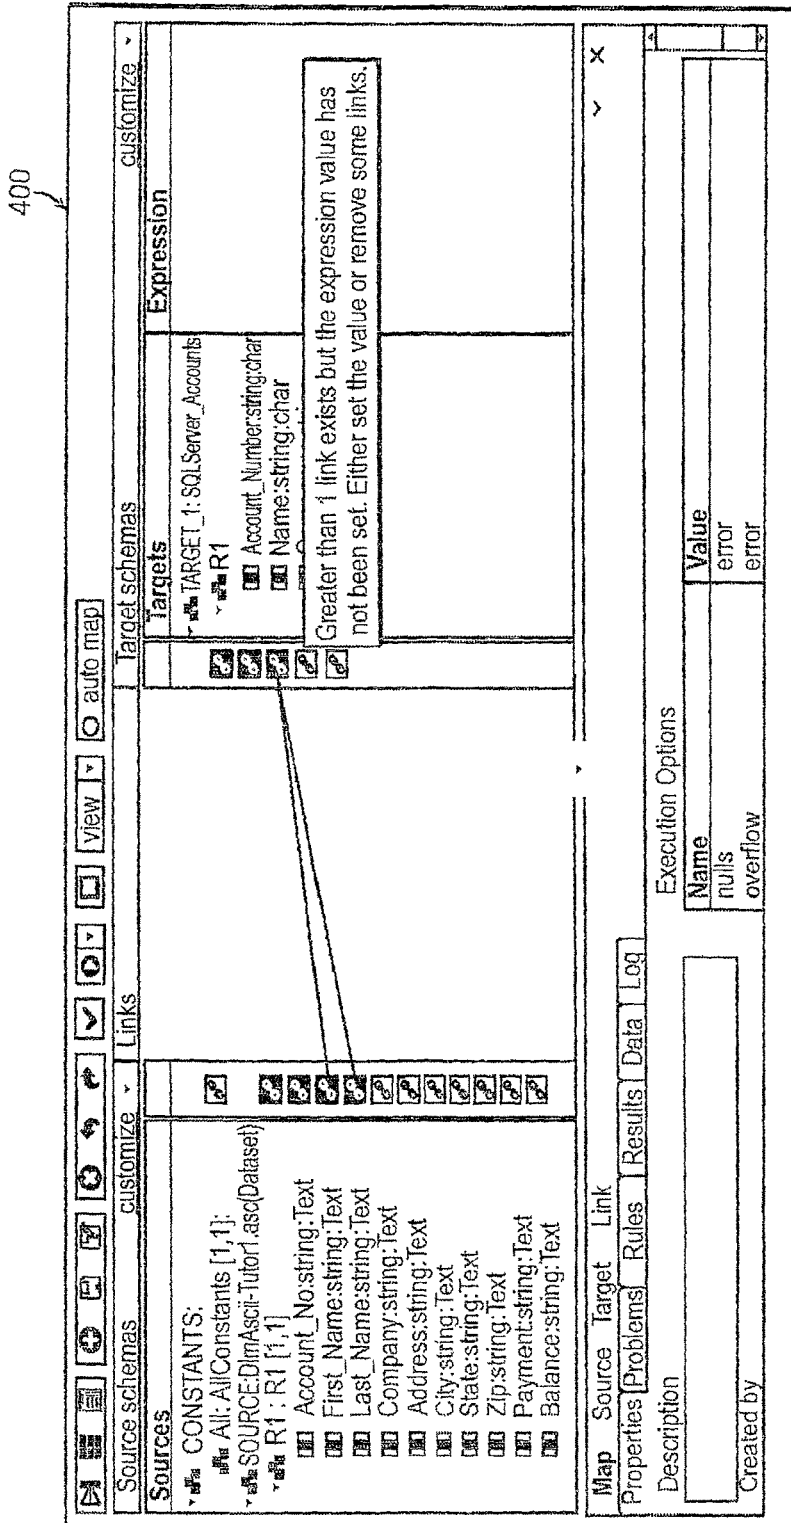 400
view
auto map
Source schemas
customize
Links
Target schemas
customize
Sources
CONSTANTS:
All: AllConstants [1,1]:
SOURCE:DlmAscii-Tutor1.asc(Dataset)
R1 : R1 [1,1]
Account_No:string:Text
First_Name:string:Text
Last_Name:string:Text
Company:string:Text
Address:string:Text
City:string:Text
State:string:Text
Zip:string:Text
Payment:string:Text
Balance:string:Text
Targets
Expression
TARGET_1: SQLServer_Accounts
R1
Account_Number:string:char
Name:string:char
Greater than 1 link exists but the expression value has
not been set. Either set the value or remove some links.
Map Source Target Link
Properties Problems Rules Results Data Log
Description
Created by
Execution Options
Name Value
nulls error
overflow error